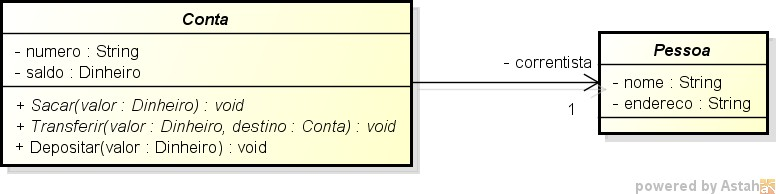 Conta
- numero : String
- saldo : Dinheiro
+ Sacar(valor : Dinheiro) : void
+ Transferir(valor : Dinheiro, destino : Conta) : void
+ Depositar(valor : Dinheiro) : void
- correntista
1
Pessoa
- nome : String
- endereco : String
powered by Astah